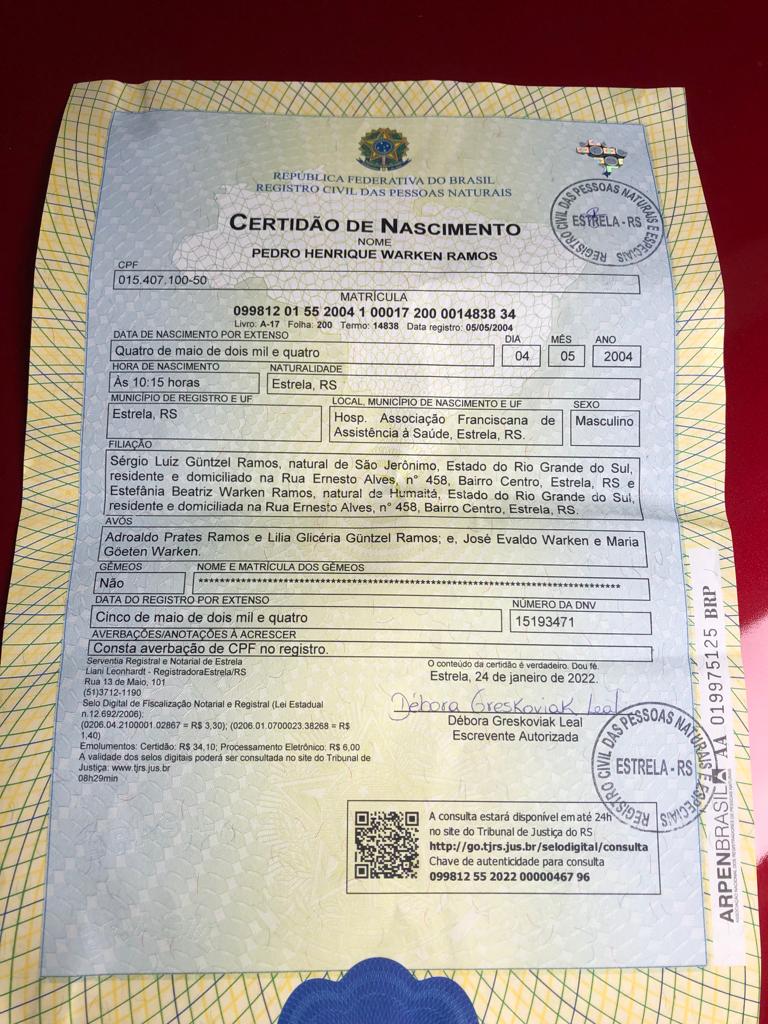 REPÚBLICA FEDERATIVA DO BRASIL
REGISTRO CIVIL DAS PESSOAS NATURAIS
CERTIDÃO DE NASCIMENTO
NOME
PEDRO HENRIQUE WARKEN RAMOS
REGISTRO CIVIL DAS PESSOAS NATURAIS E ESPECIAIS
ESTRELA - RS
CPF
015.407.100-50
MATRÍCULA
099812 01 55 2004 1 00017 200 0014838 34
Livro: A-17 Folha: 200 Termo: 14838 Data registro: 05/05/2004
DATA DE NASCIMENTO POR EXTENSO DIA MÊS ANO
Quatro de maio de dois mil e quatro 04 05 2004
HORA DE NASCIMENTO NATURALIDADE
Às 10:15 horas Estrela, RS
MUNICÍPIO DE REGISTRO E UF LOCAL, MUNICÍPIO DE NASCIMENTO E UF SEXO
Estrela, RS Hosp. Associação Franciscana de Masculino
Assistência à Saúde, Estrela, RS.
FILIAÇÃO
Sérgio Luiz Güntzel Ramos, natural de São Jerônimo, Estado do Rio Grande do Sul,
residente e domiciliado na Rua Ernesto Alves, n° 458, Bairro Centro, Estrela, RS e
Estefânia Beatriz Warken Ramos, natural de Humaitá, Estado do Rio Grande do Sul,
residente e domiciliada na Rua Ernesto Alves, n° 458, Bairro Centro, Estrela, RS.
AVÓS
Adroaldo Prates Ramos e Lilia Glicéria Güntzel Ramos; e, José Evaldo Warken e Maria
Göeten Warken.
GÊMEOS NOME E MATRÍCULA DOS GÊMEOS
Não ********************************************************************************
DATA DO REGISTRO POR EXTENSO NÚMERO DA DNV
Cinco de maio de dois mil e quatro 15193471
AVERBAÇÕES/ANOTAÇÕES À ACRESCER
Consta averbação de CPF no registro.
Serventia Registral e Notarial de Estrela
Liani Leonhardt - RegistradoraEstrela/RS
Rua 13 de Maio, 101
(51)3712-1190
Selo Digital de Fiscalização Notarial e Registral (Lei Estadual
n.12.692/2006):
(0206.04.2100001.02867 = R$ 3,30); (0206.01.0700023.38268 = R$
1,40)
Emolumentos: Certidão: R$ 34,10; Processamento Eletrônico: R$ 6,00
A validade dos selos digitais poderá ser consultada no site do Tribunal de
Justiça: www.tjrs.jus.br
08h29min
O conteúdo da certidão é verdadeiro. Dou fé.
Estrela, 24 de janeiro de 2022.
Débora Greskoviak Leal
Débora Greskoviak Leal
Escrevente Autorizada
REGISTRO CIVIL DAS PESSOAS NATURAIS E ESPECIAIS
ESTRELA - RS
A consulta estará disponível em até 24h
no site do Tribunal de Justiça do RS
http://go.tjrs.jus.br/selodigital/consulta
Chave de autenticidade para consulta
099812 55 2022 00000467 96
ARPENBRASIL AA 019975125 BRP